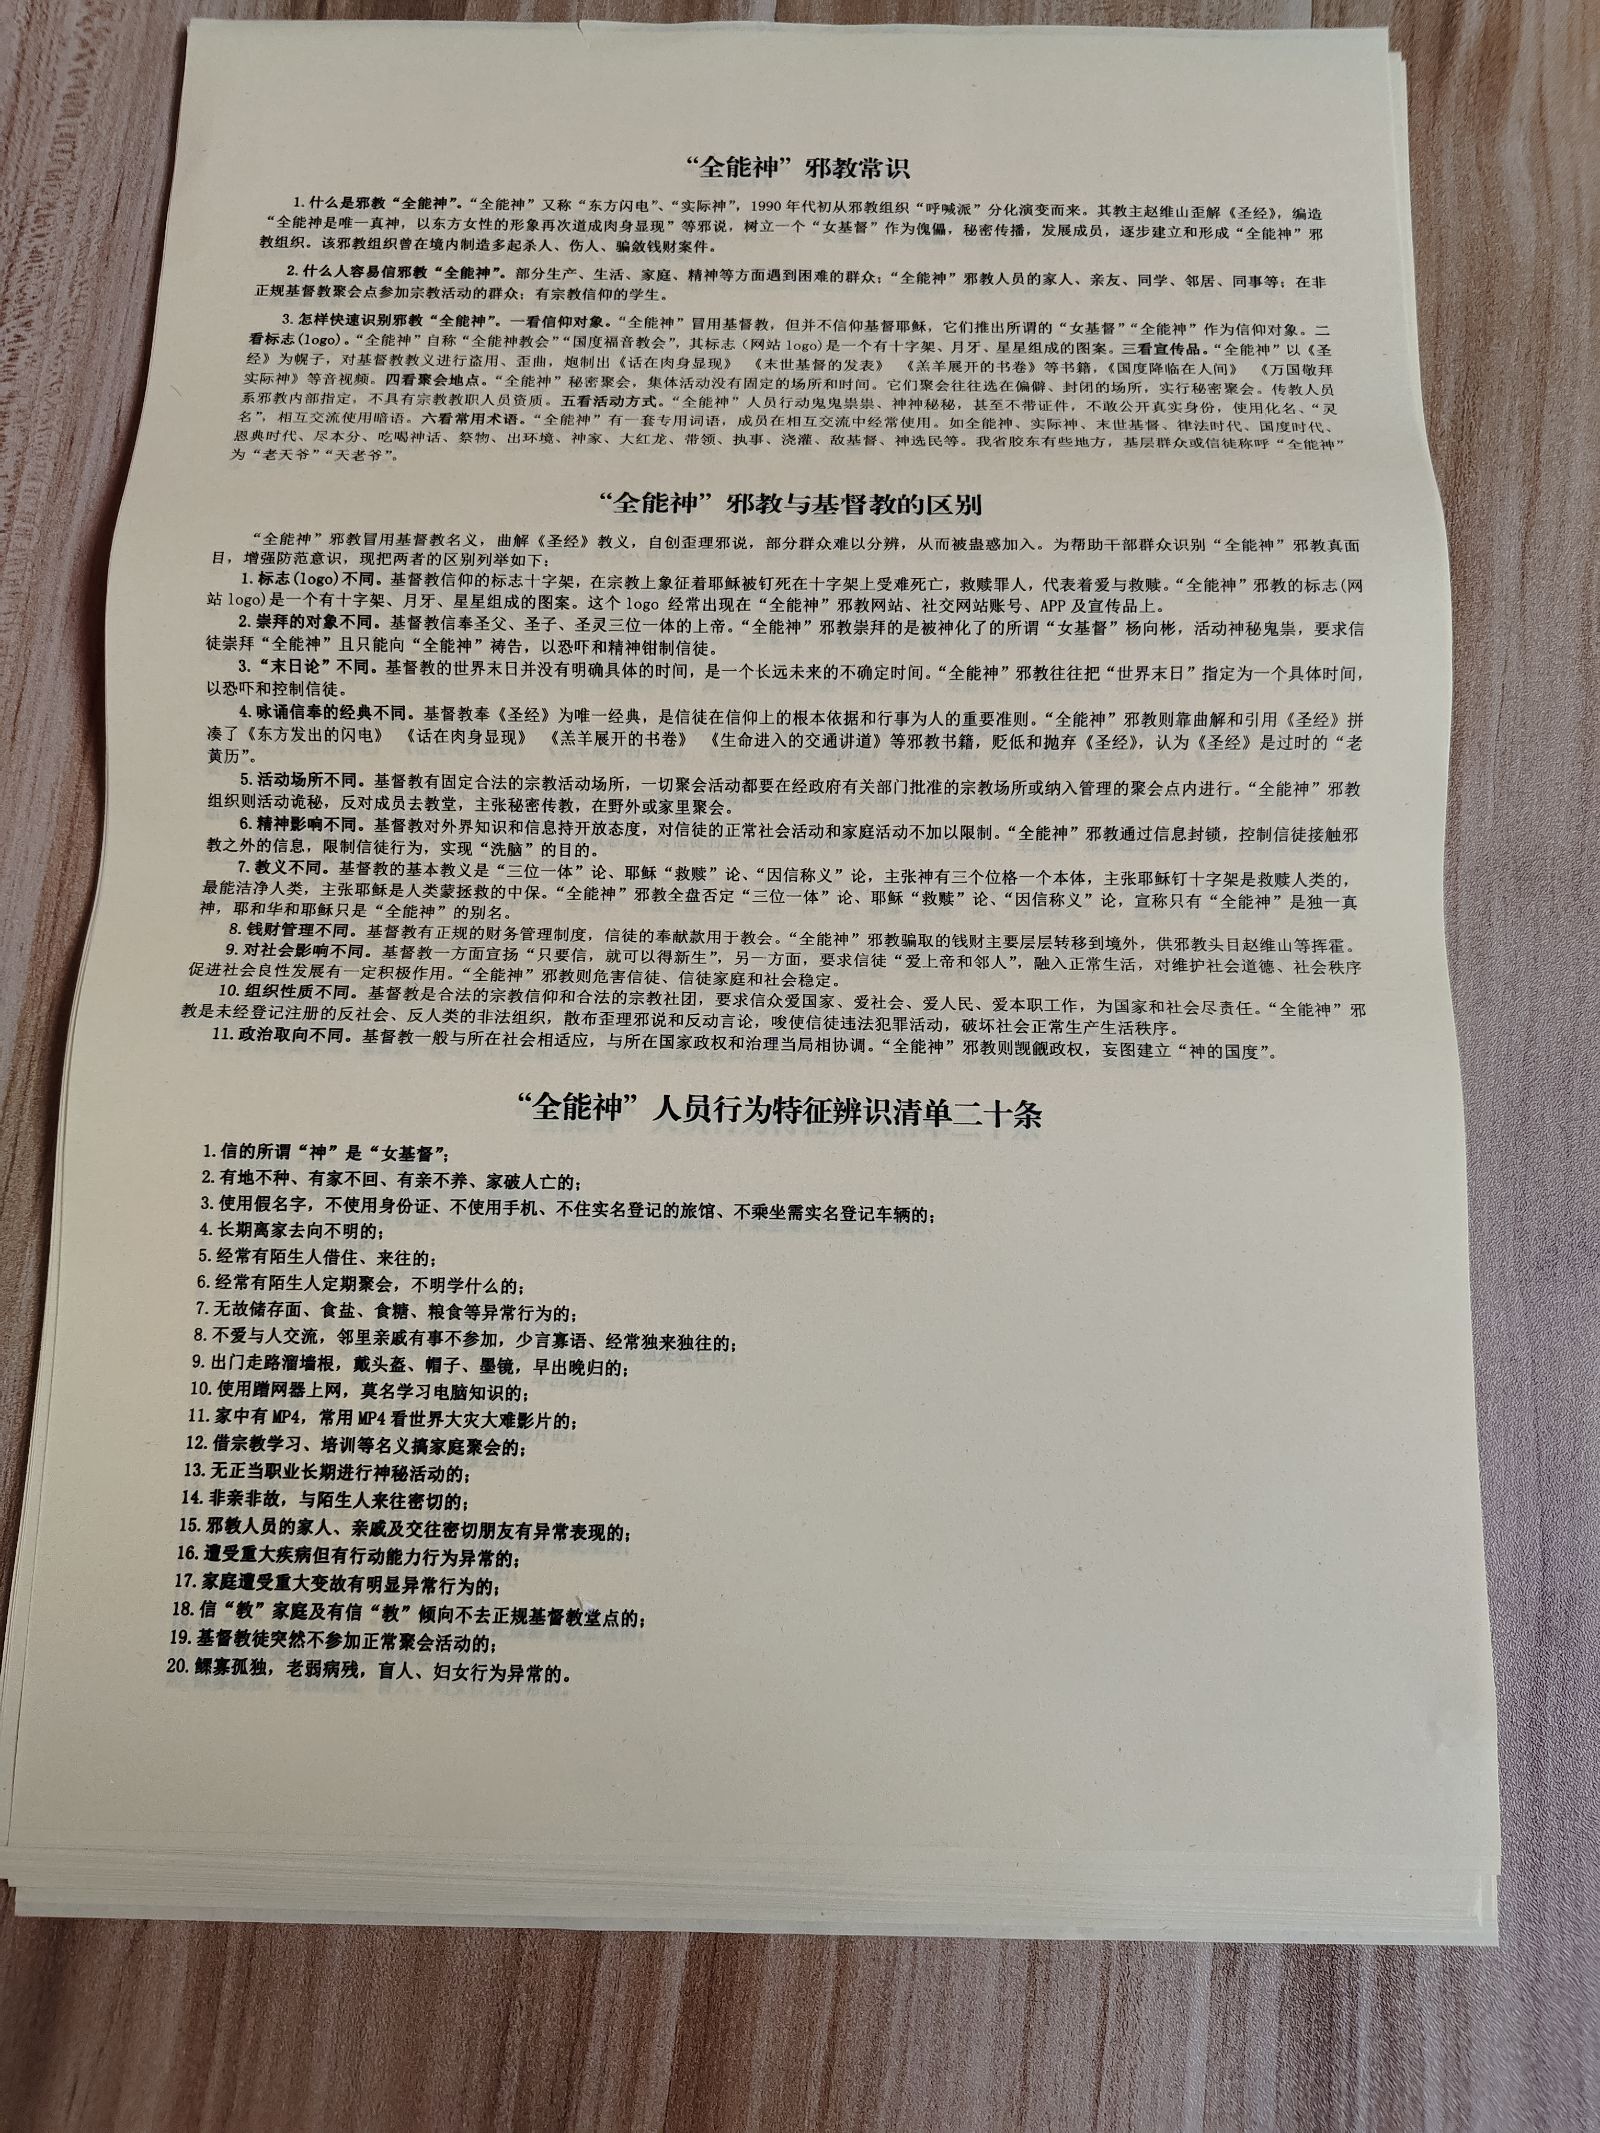 “全能神”邪教常识
1.什么是邪教“全能神”。“全能神”又称“东方闪电”、“实际神”，1990年代初从邪教组织“呼喊派”分化演变而来。其教主赵维山歪解《圣经》，编造
“全能神是唯一真神，以东方女性的形象再次道成肉身显现”等邪说，树立一个“女基督”作为傀儡，秘密传播，发展成员，逐步建立和形成“全能神”邪
教组织。该邪教组织曾在境内制造多起杀人、伤人、骗敛钱财案件。
2.什么人容易信邪教“全能神”。部分生产、生活、家庭、精神等方面遇到困难的群众；“全能神”邪教人员的家人、亲友、同学、邻居、同事等；在非
正规基督教聚会点参加宗教活动的群众；有宗教信仰的学生。
3.怎样快速识别邪教“全能神”。一看信仰对象。“全能神”冒用基督教，但并不信仰基督耶稣，它们推出所谓的“女基督”“全能神”作为信仰对象。二
看标志(logo)。“全能神”自称“全能神教会”“国度福音教会”，其标志（网站logo)是一个有十字架、月牙、星星组成的图案。三看宣传品。“全能神”以《圣
经》为幌子，对基督教教义进行盗用、歪曲，炮制出《话在肉身显现》《末世基督的发表》《羔羊展开的书卷》等书籍，《国度降临在人间》《万国敬拜
实际神》等音视频。四看聚会地点。“全能神”秘密聚会，集体活动没有固定的场所和时间。它们聚会往往选在偏僻、封闭的场所，实行秘密聚会。传教人员
系邪教内部指定，不具有宗教教职人员资质。五看活动方式。“全能神”人员行动鬼鬼祟祟、神神秘秘，甚至不带证件，不敢公开真实身份，使用化名、“灵
名”，相互交流使用暗语。六看常用术语。“全能神”有一套专用词语，成员在相互交流中经常使用。如全能神、实际神、末世基督、律法时代、国度时代、
恩典时代、尽本分、吃喝神话、祭物、出环境、神家、大红龙、带领、执事、浇灌、敌基督、神选民等。我省胶东有些地方，基层群众或信徒称呼“全能神”
为“老天爷”“天老爷”。
“全能神”邪教与基督教的区别
“全能神”邪教冒用基督教名义，曲解《圣经》教义，自创歪理邪说，部分群众难以分辨，从而被蛊惑加入。为帮助干部群众识别“全能神”邪教真面
目，增强防范意识，现把两者的区别列举如下：
1.标志(logo)不同。基督教信仰的标志十字架，在宗教上象征着耶稣被钉死在十字架上受难死亡，救赎罪人，代表着爱与救赎。“全能神”邪教的标志(网
站logo)是一个有十字架、月牙、星星组成的图案。这个logo 经常出现在“全能神”邪教网站、社交网站账号、APP及宣传品上。
2.崇拜的对象不同。基督教信奉圣父、圣子、圣灵三位一体的上帝。“全能神”邪教崇拜的是被神化了的所谓“女基督”杨向彬，活动神秘鬼祟，要求信
徒崇拜“全能神”且只能向“全能神”祷告，以恐吓和精神钳制信徒。
3.“末日论”不同。基督教的世界末日并没有明确具体的时间，是一个长远未来的不确定时间。“全能神”邪教往往把“世界末日”指定为一个具体时间，
以恐吓和控制信徒。
4.咏诵信奉的经典不同。基督教奉《圣经》为唯一经典，是信徒在信仰上的根本依据和行事为人的重要准则。“全能神”邪教则靠曲解和引用《圣经》拼
凑了《东方发出的闪电》《话在肉身显现》《羔羊展开的书卷》《生命进入的交通讲道》等邪教书籍，贬低和抛弃《圣经》，认为《圣经》是过时的“老
黄历”。
5.活动场所不同。基督教有固定合法的宗教活动场所，一切聚会活动都要在经政府有关部门批准的宗教场所或纳入管理的聚会点内进行。“全能神”邪教
组织则活动诡秘，反对成员去教堂，主张秘密传教，在野外或家里聚会。
6.精神影响不同。基督教对外界知识和信息持开放态度，对信徒的正常社会活动和家庭活动不加以限制。“全能神”邪教通过信息封锁，控制信徒接触邪
教之外的信息，限制信徒行为，实现“洗脑”的目的。
7.教义不同。基督教的基本教义是“三位一体”论、耶稣“救赎”论、“因信称义”论，主张神有三个位格一个本体，主张耶稣钉十字架是救赎人类的，
最能洁净人类，主张耶稣是人类蒙拯救的中保。“全能神”邪教全盘否定“三位一体”论、耶稣“救赎”论、“因信称义”论，宣称只有“全能神”是独一真
神，耶和华和耶稣只是“全能神”的别名。
8.钱财管理不同。基督教有正规的财务管理制度，信徒的奉献款用于教会。“全能神”邪教骗取的钱财主要层层转移到境外，供邪教头目赵维山等挥霍。
9.对社会影响不同。基督教一方面宣扬“只要信，就可以得新生”，另一方面，要求信徒“爱上帝和邻人”，融入正常生活，对维护社会道德、社会秩序
促进社会良性发展有一定积极作用。“全能神”邪教则危害信徒、信徒家庭和社会稳定。
10.组织性质不同。基督教是合法的宗教信仰和合法的宗教社团，要求信众爱国家、爱社会、爱人民、爱本职工作，为国家和社会尽责任。“全能神”邪
教是未经登记注册的反社会、反人类的非法组织，散布歪理邪说和反动言论，唆使信徒违法犯罪活动，破坏社会正常生产生活秩序。
11.政治取向不同。基督教一般与所在社会相适应，与所在国家政权和治理当局相协调。“全能神”邪教则觊觎政权，妄图建立“神的国度”。
“全能神”人员行为特征辨识清单二十条
1.信的所谓“神”是“女基督”；
2.有地不种、有家不回、有亲不养、家破人亡的；
3.使用假名字，不使用身份证、不使用手机、不住实名登记的旅馆、不乘坐需实名登记车辆的；
4.长期离家去向不明的；
5.经常有陌生人借住、来往的；
6.经常有陌生人定期聚会，不明学什么的；
7.无故储存面、食盐、食糖、粮食等异常行为的；
8.不爱与人交流，邻里亲戚有事不参加，少言寡语、经常独来独往的；
9.出门走路溜墙根，戴头盔、帽子、墨镜，早出晚归的；
10.使用蹭网器上网，莫名学习电脑知识的；
11.家中有MP4，常用MP4看世界大灾大难影片的；
12.借宗教学习、培训等名义搞家庭聚会的；
13.无正当职业长期进行神秘活动的；
14.非亲非故，与陌生人来往密切的；
15.邪教人员的家人、亲戚及交往密切朋友有异常表现的；
16.遭受重大疾病但有行动能力行为异常的；
17.家庭遭受重大变故有明显异常行为的；
18.信“教”家庭及有信“教”倾向不去正规基督教堂点的；
19.基督教徒突然不参加正常聚会活动的；
20.鳏寡孤独，老弱病残，盲人、妇女行为异常的。